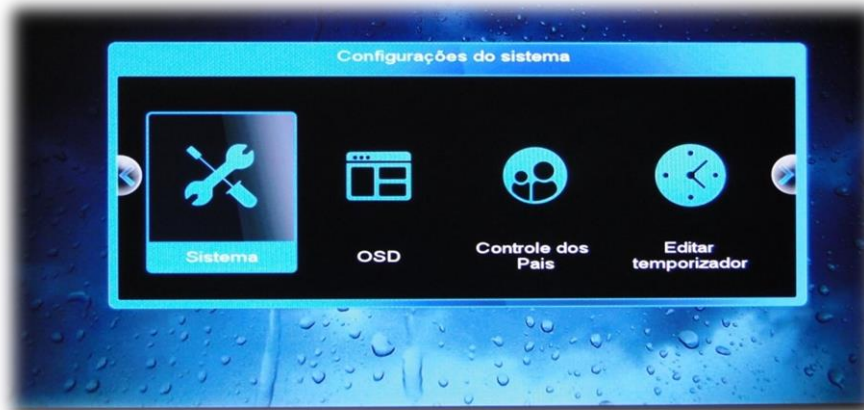 Configurações do sistema
Sistema
OSD
Controle dos
Pais
Editar
temporizador